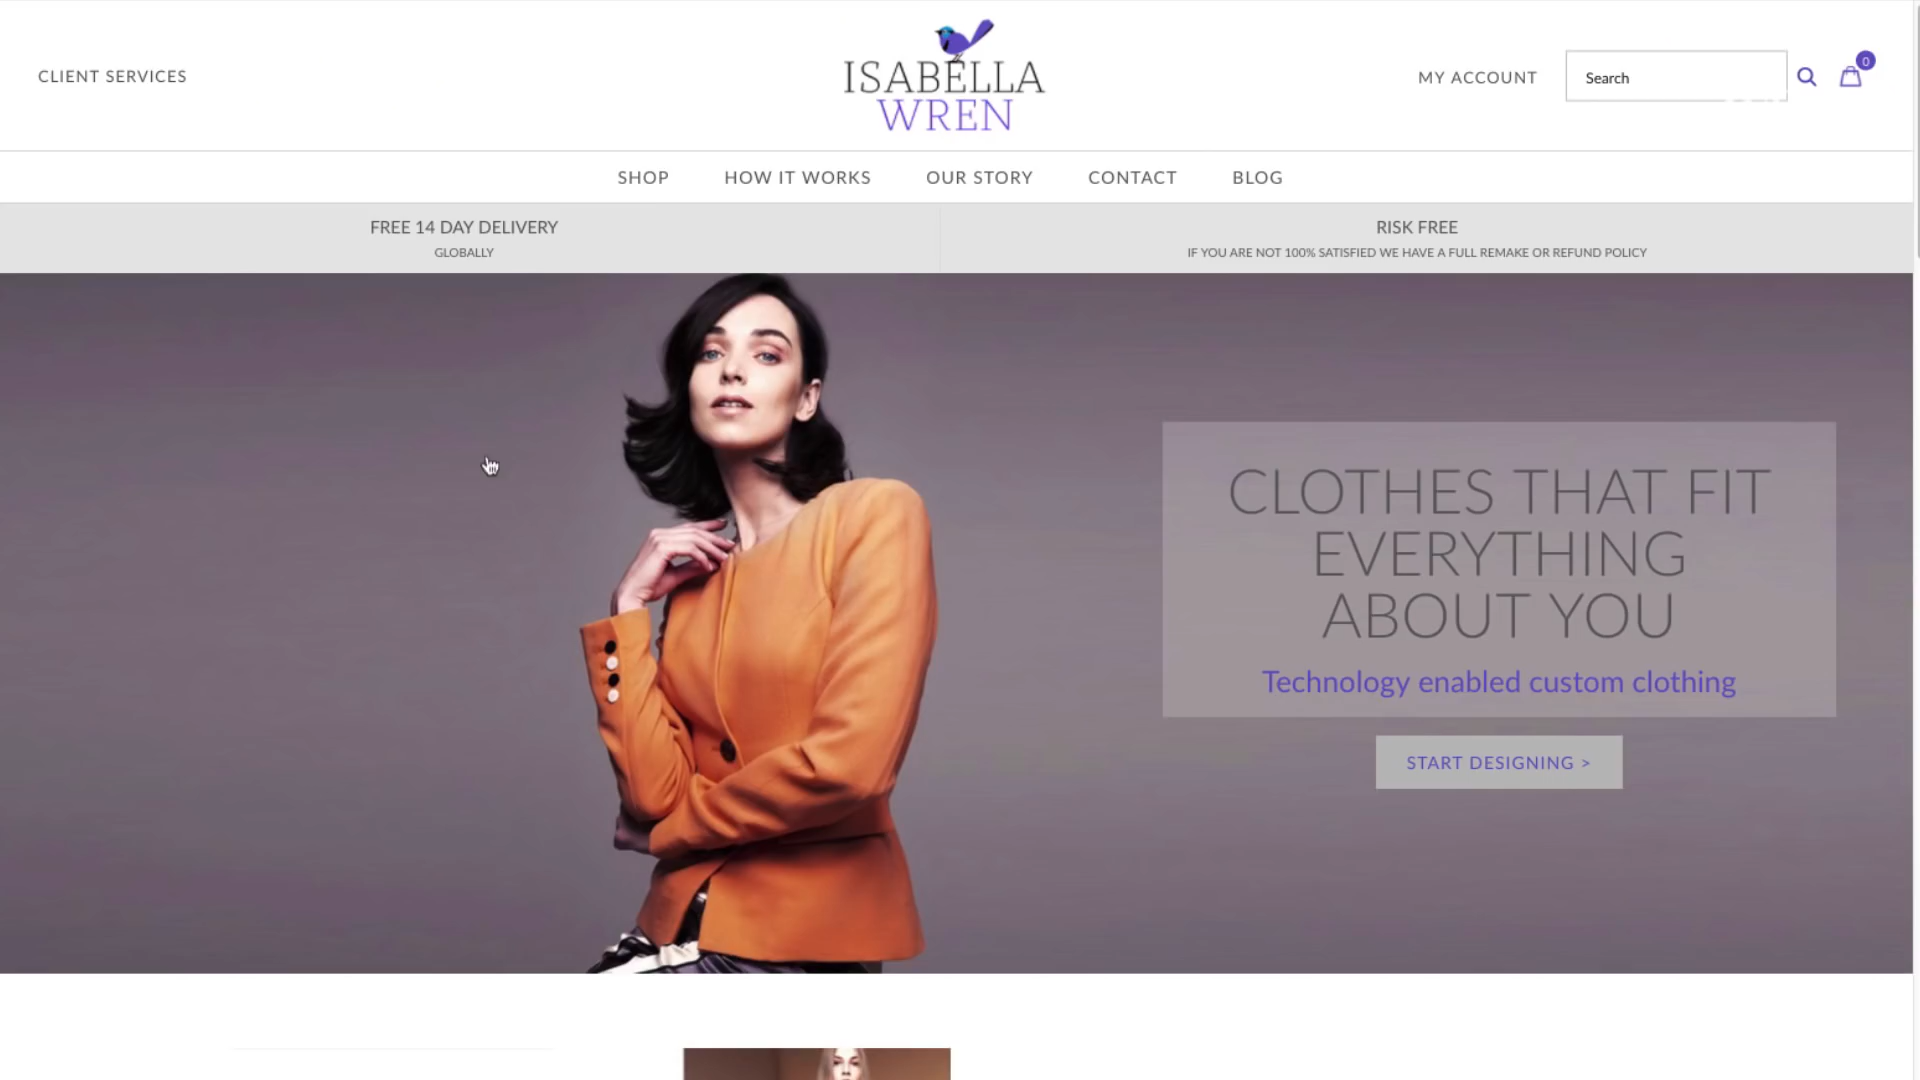 CLIENT SERVICES
ISABELLA
WREN
MY ACCOUNT
Search
0
SHOP
HOW IT WORKS
OUR STORY
CONTACT
BLOG
FREE 14 DAY DELIVERY
GLOBALLY
RISK FREE
IF YOU ARE NOT 100% SATISFIED WE HAVE A FULL REMAKE OR REFUND POLICY
CLOTHES THAT FIT
EVERYTHING
ABOUT YOU
Technology enabled custom clothing
START DESIGNING >